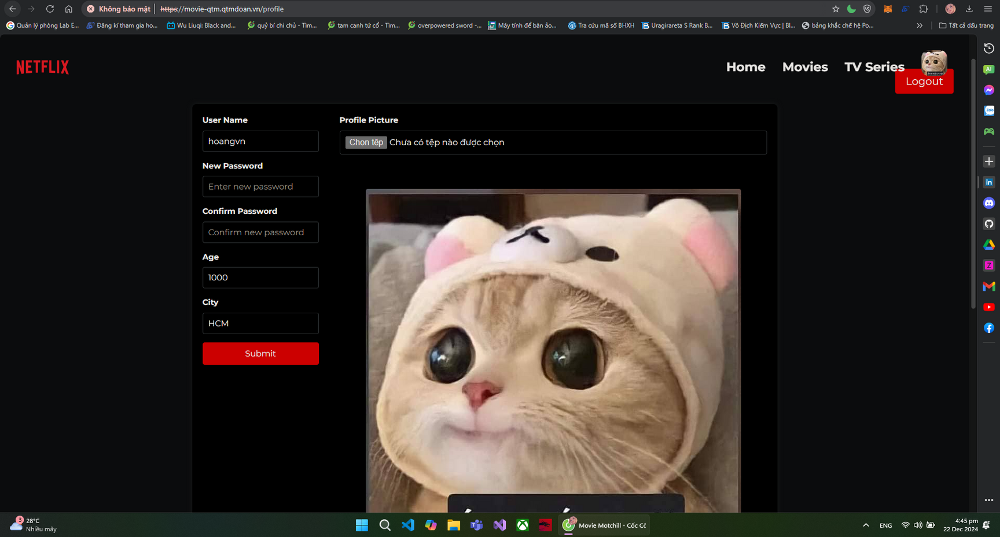 Không bảo mật
https://movie-qtm.qtmdoan.vn/profile
Quản lý phòng Lab E...
Đăng kí tham gia ho...
Wu Liuqi: Black and...
quỷ bí chi chủ - Tìm...
tam canh tứ cổ - Tìm...
overpowered sword -...
Máy tính để bàn ảo...
Tra cứu mã số BHXH
Uragirareta S Rank B...
Vô Địch Kiếm Vực | Bl...
bảng khắc chế hệ Po...
Tất cả dấu trang
NETFLIX
Home
Movies
TV Series
Logout
User Name
hoangvn
New Password
Enter new password
Confirm Password
Confirm new password
Age
1000
City
HCM
Submit
Profile Picture
Chọn tệp Chưa có tệp nào được chọn
AI
Zalo
in
Z
3
28°C
Nhiều mây
Movie Motchill - Cốc Cố
ENG
4:45 pm
22 Dec 2024